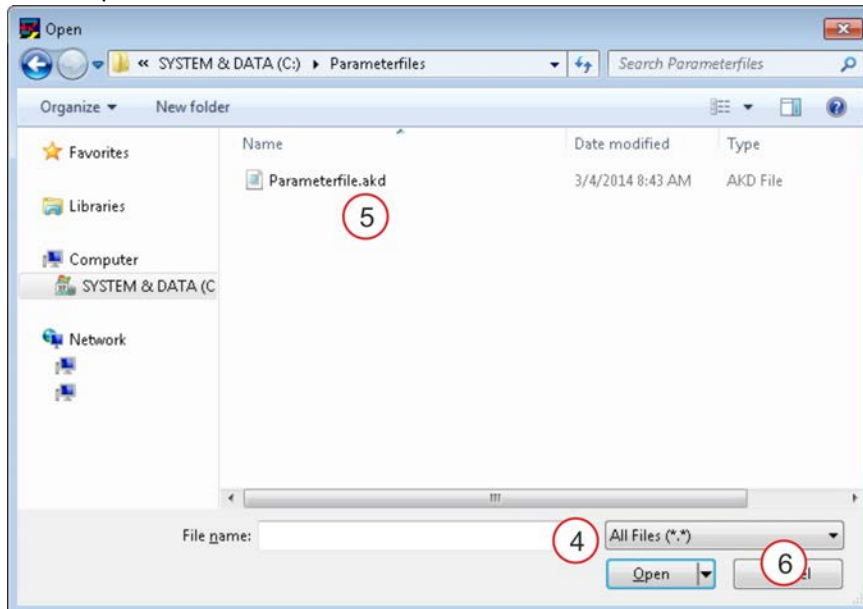 Open
« SYSTEM & DATA (C:) ▸ Parameterfiles
Search Parameterfiles
Organize
New folder
Name
Date modified
Type
Favorites
Parameterfile.akd
3/4/2014 8:43 AM
AKD File
5
Libraries
Computer
SYSTEM & DATA (C
Network
File name:
4
All Files (*.*)
Open
6